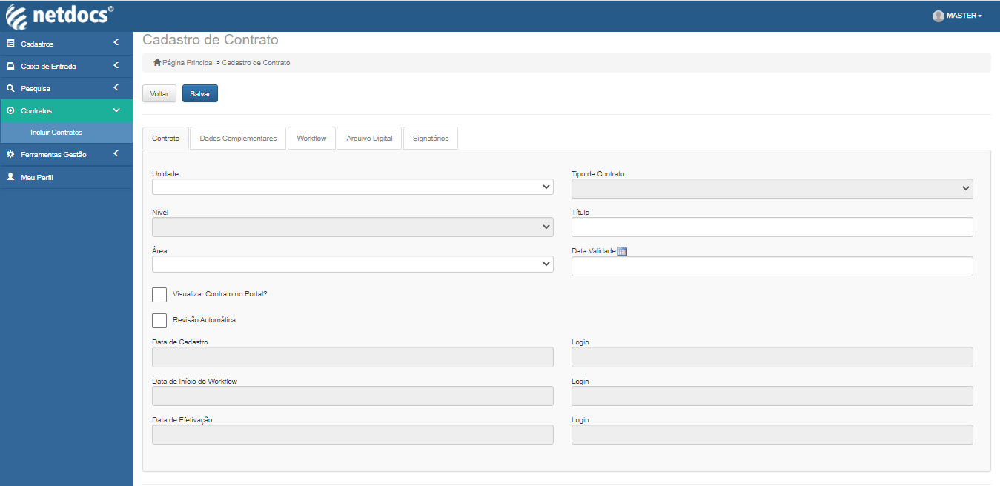 netdocs©
MASTER
Cadastros
Caixa de Entrada
Pesquisa
Contratos
Incluir Contratos
Ferramentas Gestão
Meu Perfil
Cadastro de Contrato
Página Principal > Cadastro de Contrato
Voltar Salvar
Contrato Dados Complementares Workflow Arquivo Digital Signatários
Unidade Tipo de Contrato
Nível Título
Área Data Validade
Visualizar Contrato no Portal?
Revisão Automática
Data de Cadastro Login
Data de Início do Workflow Login
Data de Efetivação Login